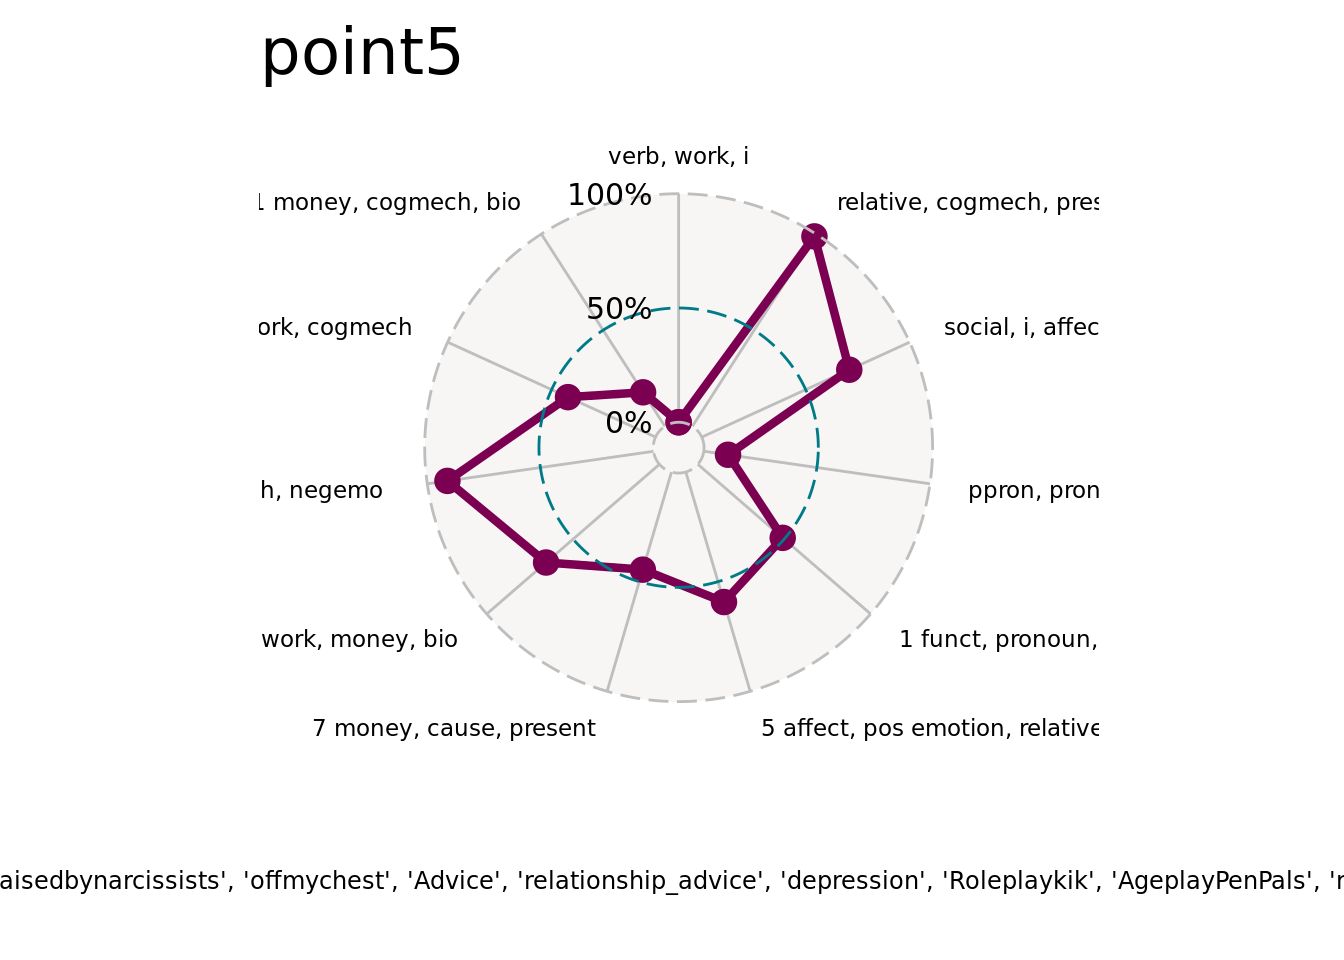 point5
verb, work, i
100%
money, cogmech, bio
relative, cogmech, pres
50%
ork, cogmech
social, i, affec
0%
h, negemo
ppron, pron
work, money, bio
1 funct, pronoun,
7 money, cause, present
5 affect, pos emotion, relative
aisedbynarcissists', 'offmychest', 'Advice', 'relationship_advice', 'depression', 'Roleplaykik', 'AgeplayPenPals', 'r